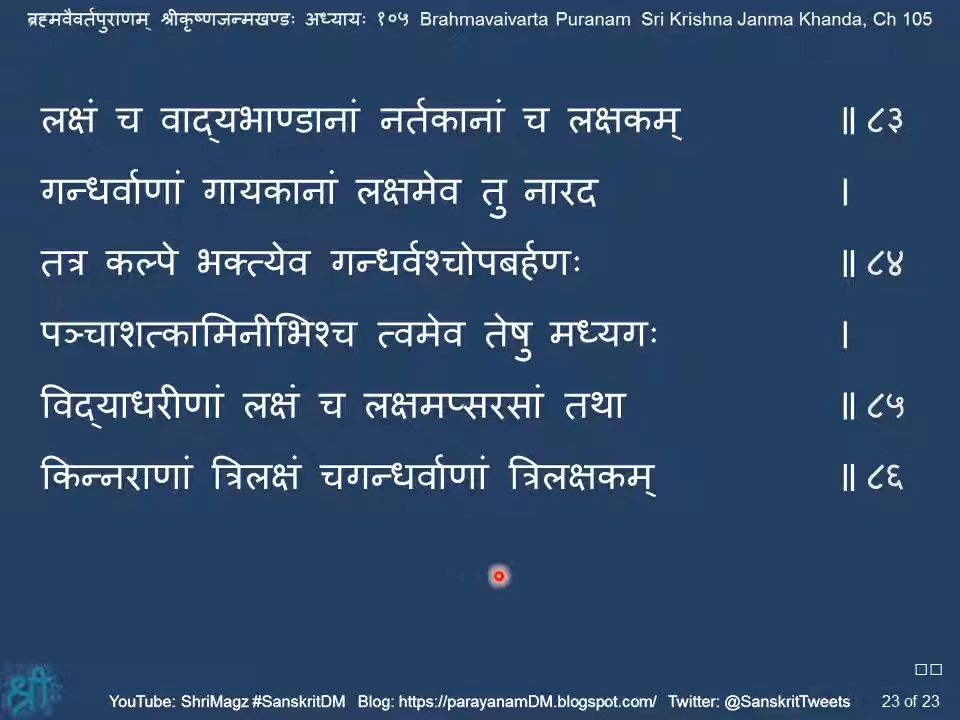 ब्रह्मवैवर्तपुराणम् श्रीकृष्णजन्मखण्डः अध्यायः १०५ Brahmavaivarta Puranam Sri Krishna Janma Khanda, Ch 105
लक्षं च वाद्यभाण्डानां नर्तकानां च लक्षकम् ॥ ८३
गन्धर्वाणां गायकानां लक्षमेव तु नारद ।
तत्र कल्पे भक्त्येव गन्धर्वश्चोपबर्हणः ॥ ८४
पञ्चाशत्कामिनीभिश्च त्वमेव तेषु मध्यगः ।
विद्याधरीणां लक्षं च लक्षमप्सरसां तथा ॥ ८५
किन्नराणां त्रिलक्षं चगन्धर्वाणां त्रिलक्षकम् ॥ ८६
श्री YouTube: ShriMagz #SanskritDM Blog: https://parayanamDM.blogspot.com/ Twitter: @SanskritTweets 23 of 23